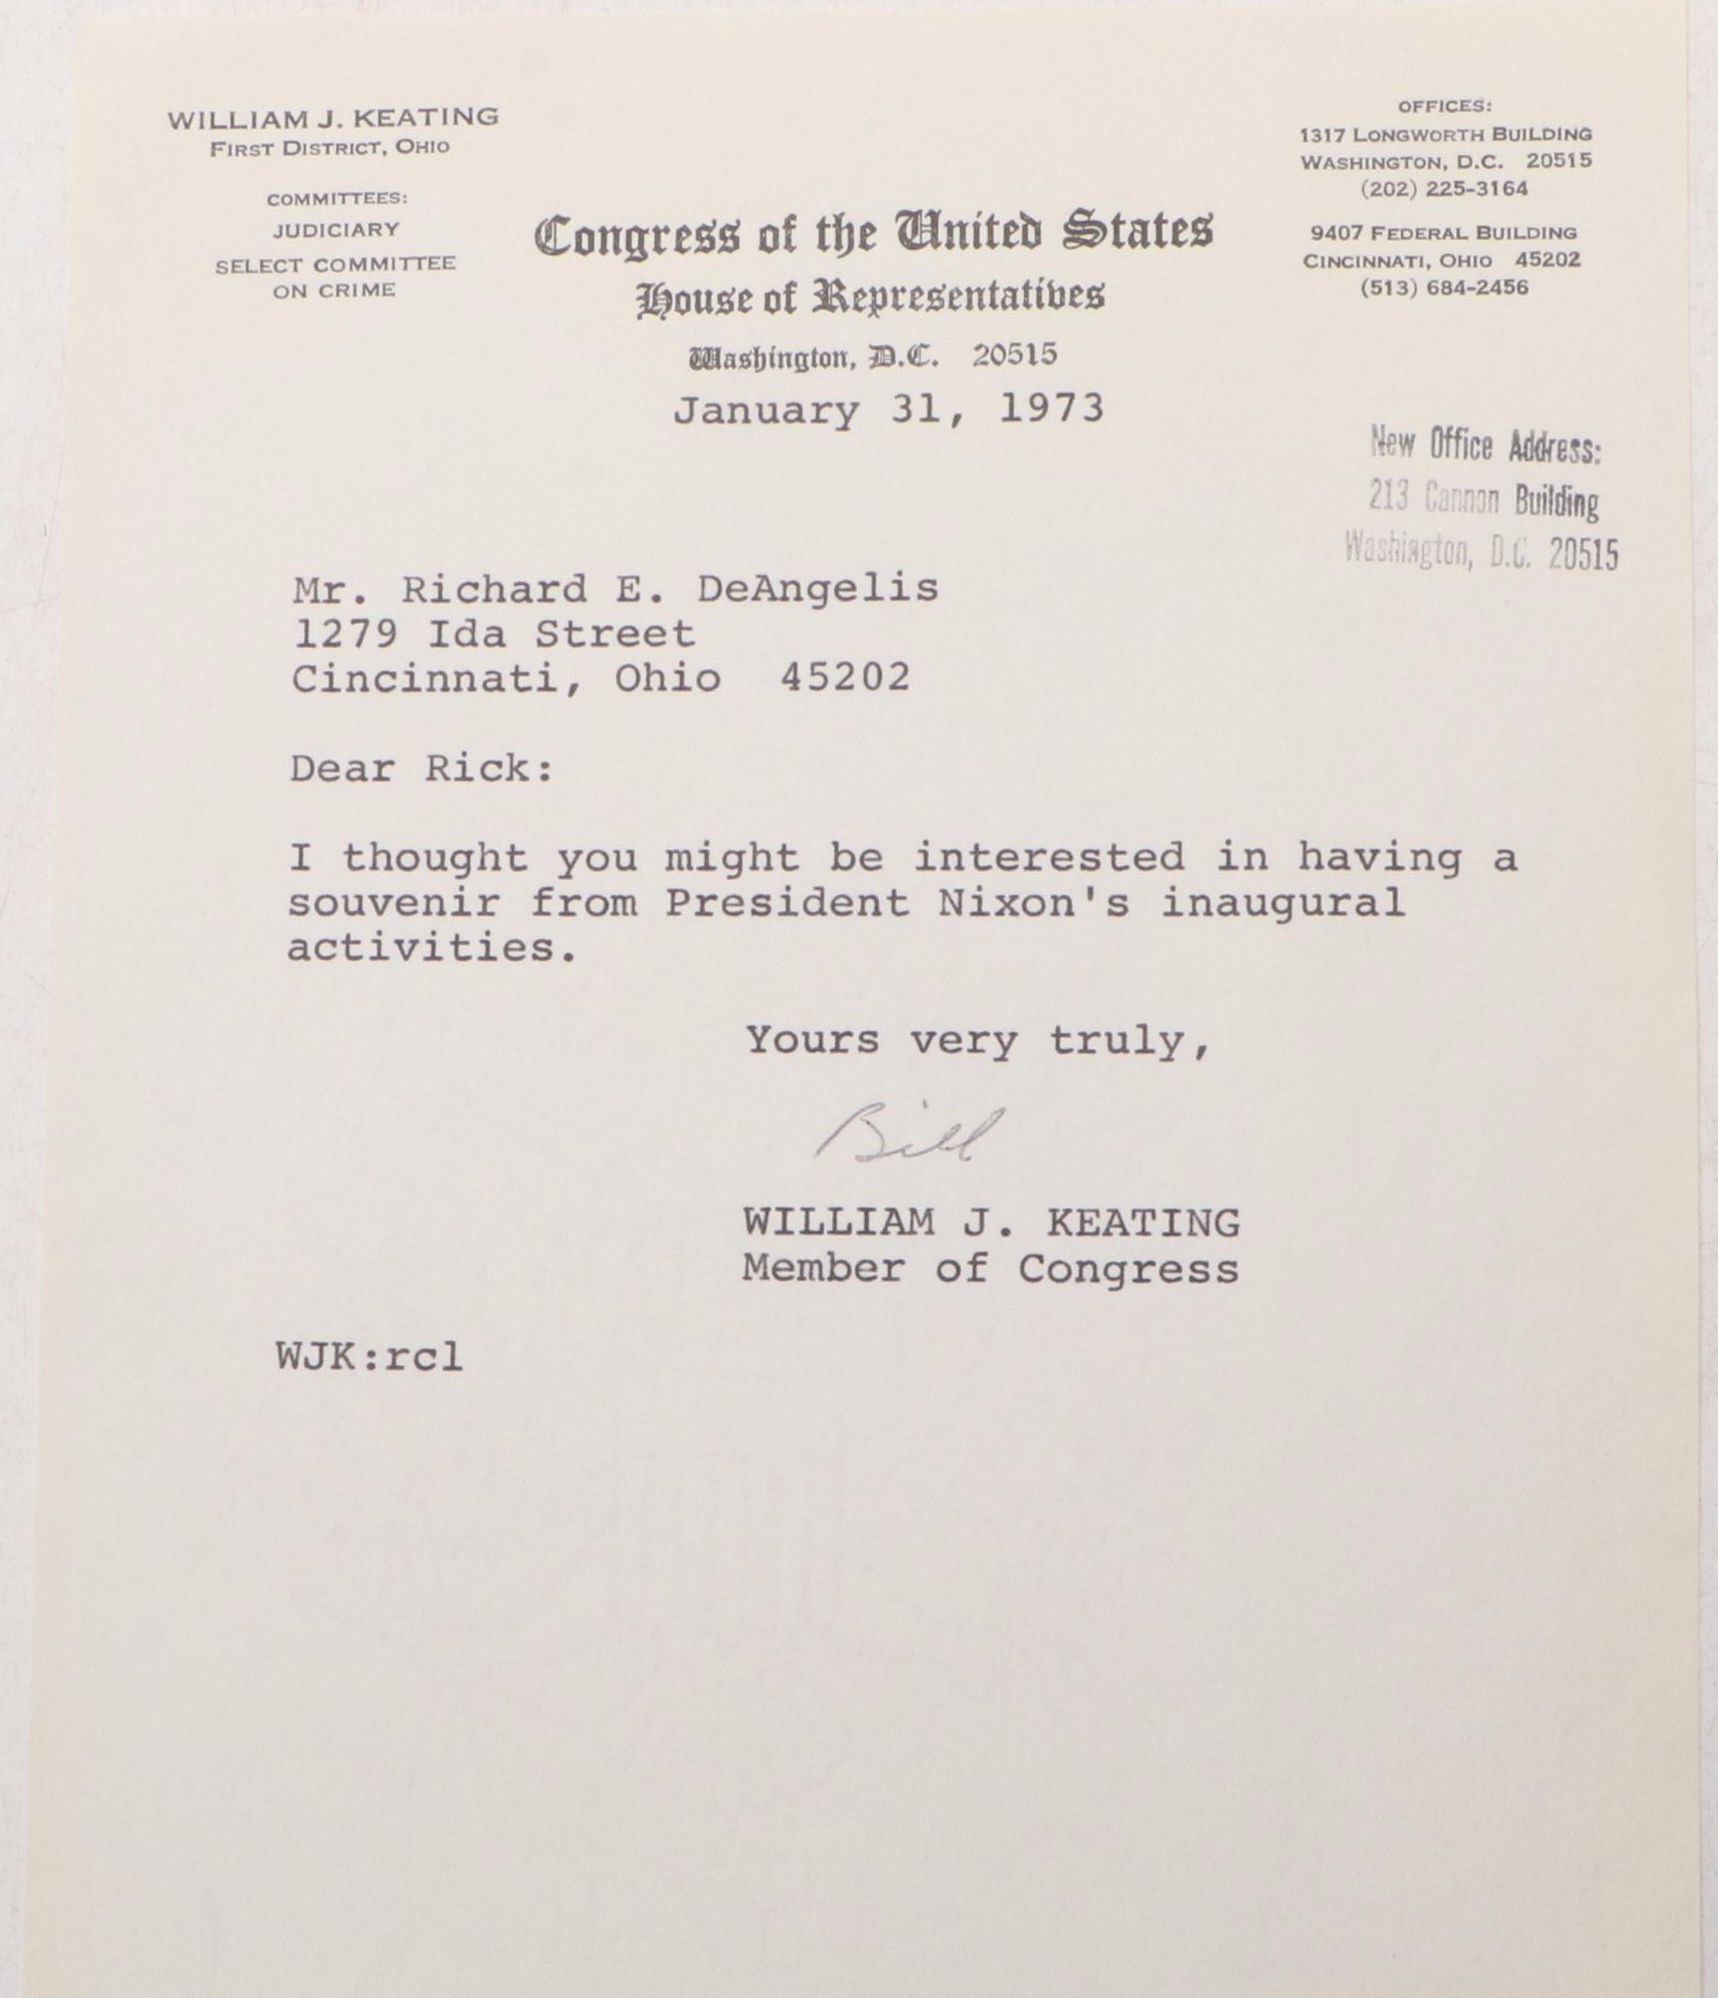 WILLIAM J. KEATING
FIRST DISTRICT, OHIO
COMMITTEES:
JUDICIARY
SELECT COMMITTEE
ON CRIME
OFFICES:
1317 LONGWORTH BUILDING
WASHINGTON, D.C. 20515
(202) 225-3164
9407 FEDERAL BUILDING
CINCINNATI, OHIO 45202
(513) 684-2456
Congress of the United States
House of Representatives
Washington, D.C. 20515
January 31, 1973
New Office Address:
213 Cannon Building
Washington, D.C. 20515
Mr. Richard E. DeAngelis
1279 Ida Street
Cincinnati, Ohio 45202
Dear Rick:
I thought you might be interested in having a
souvenir from President Nixon's inaugural
activities.
Yours very truly,
Bill
WILLIAM J. KEATING
Member of Congress
WJK:rcl